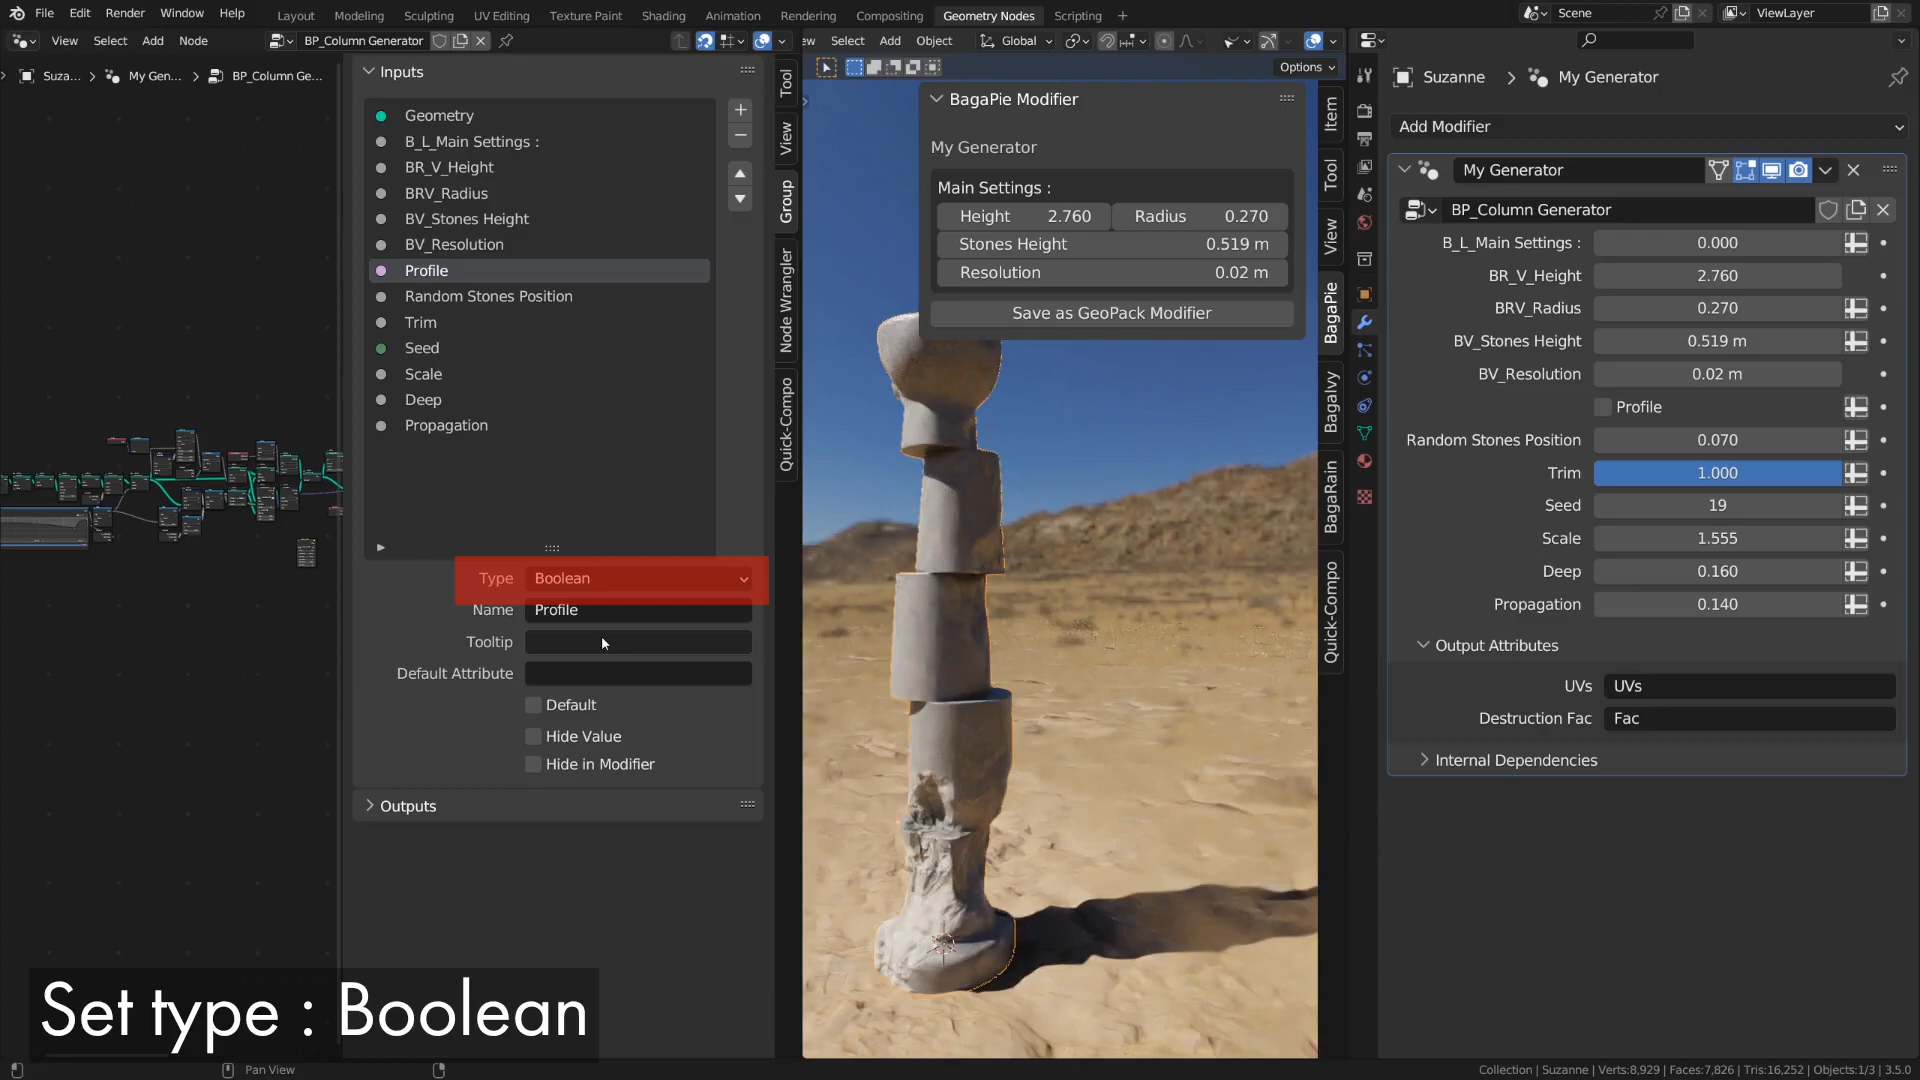 File Edit Render Window Help
Layout Modeling Sculpting UV Editing Texture Paint Shading Animation Rendering Compositing Geometry Nodes Scripting +
Scene
ViewLayer
View Select Add Node
BP_Column Generator
ew Select Add Object
Global
Suza... > My Gen... > BP_Column Ge...
Inputs
Geometry
B_L_Main Settings :
BR_V_Height
BRV_Radius
BV_Stones Height
BV_Resolution
Profile
Random Stones Position
Trim
Seed
Scale
Deep
Propagation
Type Boolean
Name Profile
Tooltip
Default Attribute
Default
Hide Value
Hide in Modifier
Outputs
Tool
View
Group
Node Wrangler
Quick-Compo
Options
BagaPie Modifier
My Generator
Main Settings :
Height 2.760 Radius 0.270
Stones Height 0.519 m
Resolution 0.02 m
Save as GeoPack Modifier
Item
Tool
View
BagaPie
BagaIvy
BagaRain
Quick-Compo
Suzanne > My Generator
Add Modifier
My Generator
BP_Column Generator
B_L_Main Settings : 0.000
BR_V_Height 2.760
BRV_Radius 0.270
BV_Stones Height 0.519 m
BV_Resolution 0.02 m
Profile
Random Stones Position 0.070
Trim 1.000
Seed 19
Scale 1.555
Deep 0.160
Propagation 0.140
Output Attributes
UVs UVs
Destruction Fac Fac
Internal Dependencies
Set type : Boolean
Pan View
Collection | Suzanne | Verts:8,929 | Faces:7,826 | Tris:16,252 | Objects:1/3 | 3.5.0